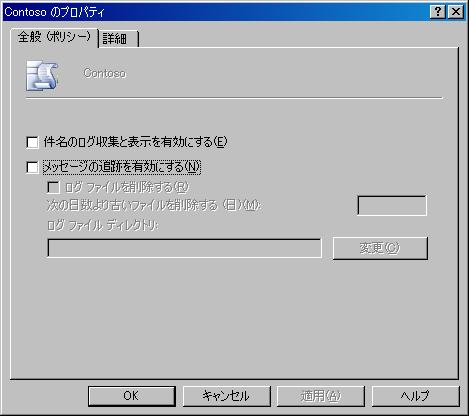 Contoso のプロパティ
全般 (ポリシー) 詳細
Contoso
件名のログ収集と表示を有効にする(E)
メッセージの追跡を有効にする(N)
ログ ファイルを削除する(R)
次の日数より古いファイルを削除する (日)(M):
ログ ファイル ディレクトリ:
変更(C)
OK キャンセル 適用(A) ヘルプ